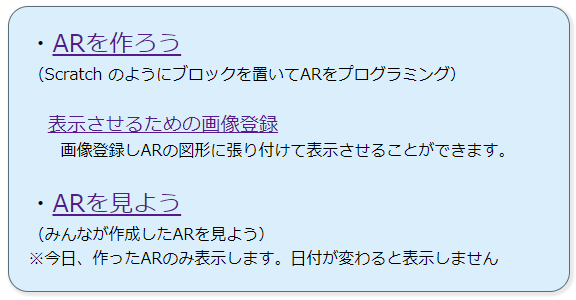 ・ARを作ろう
（Scratch のようにブロックを置いてARをプログラミング）
表示させるための画像登録
画像登録しARの図形に張り付けて表示させることができます。
・ARを見よう
（みんなが作成したARを見よう）
※今日、作ったARのみ表示します。日付が変わると表示しません